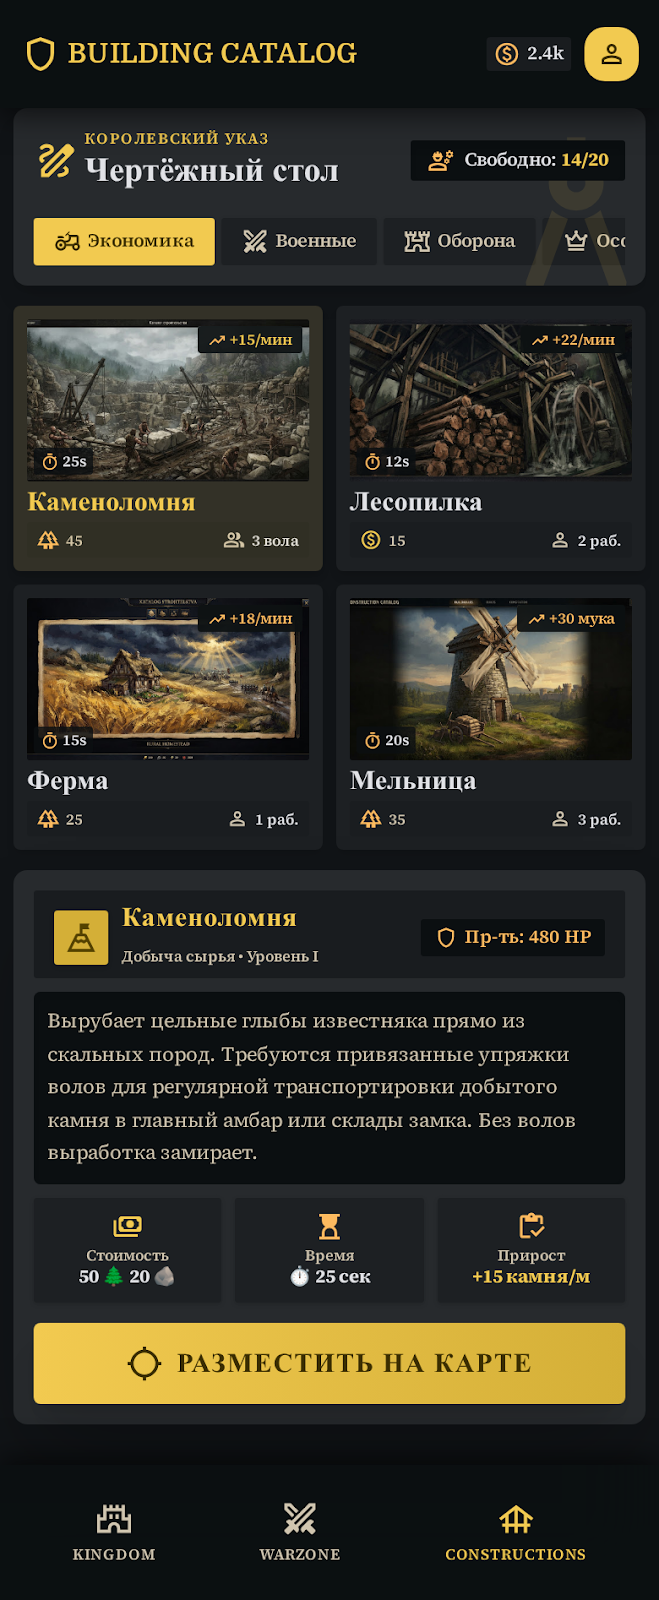 BUILDING CATALOG
2.4k
КОРОЛЕВСКИЙ УКАЗ
Чертёжный стол
Свободно: 14/20
Экономика
Военные
Оборона
Осо
+15/мин
25s
Каменоломня
45
3 вола
+22/мин
12s
Лесопилка
15
2 раб.
+18/мин
15s
Ферма
25
1 раб.
+30 мука
20s
Мельница
35
3 раб.
Каменоломня
Добыча сырья • Уровень I
Пр-ть: 480 HP
Вырубает цельные глыбы известняка прямо из
скальных пород. Требуются привязанные упряжки
волов для регулярной транспортировки добытого
камня в главный амбар или склады замка. Без волов
выработка замирает.
Стоимость
50 🌲 20 🪨
Время
⏱️ 25 сек
Прирост
+15 камня/м
РАЗМЕСТИТЬ НА КАРТЕ
KINGDOM
WARZONE
CONSTRUCTIONS